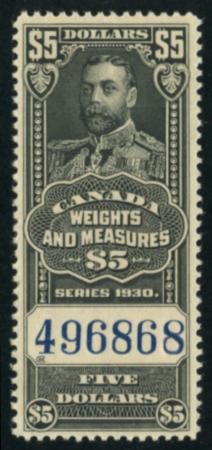 $5 DOLLARS $5
CANADA
WEIGHTS
AND MEASURES
$5
SERIES 1930.
496868
FIVE
$5 DOLLARS $5